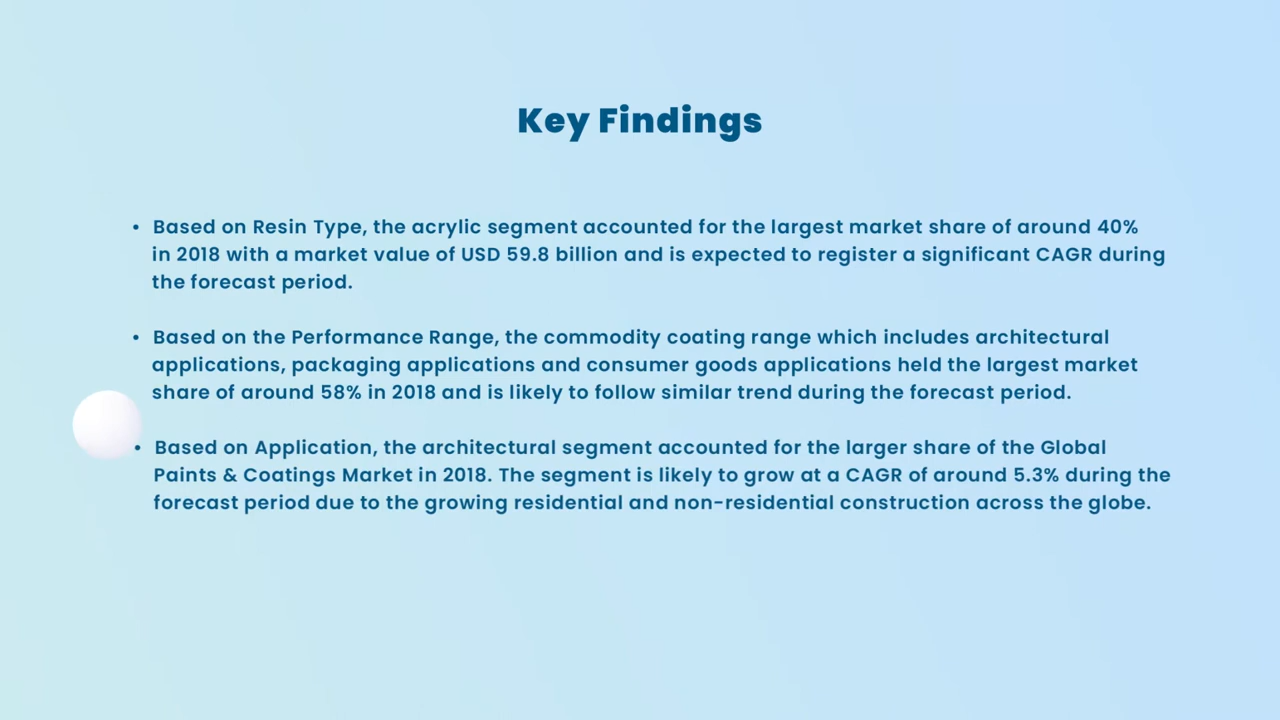 Key Findings
• Based on Resin Type, the acrylic segment accounted for the largest market share of around 40%
in 2018 with a market value of USD 59.8 billion and is expected to register a significant CAGR during
the forecast period.
• Based on the Performance Range, the commodity coating range which includes architectural
applications, packaging applications and consumer goods applications held the largest market
share of around 58% in 2018 and is likely to follow similar trend during the forecast period.
• Based on Application, the architectural segment accounted for the larger share of the Global
Paints & Coatings Market in 2018. The segment is likely to grow at a CAGR of around 5.3% during the
forecast period due to the growing residential and non-residential construction across the globe.